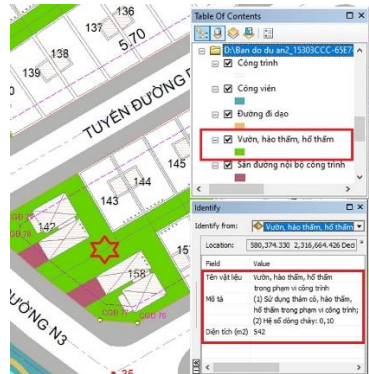 137
136
5.70
138
139
TUYẾN ĐƯỜNG
145
144
143
142
158
CGĐ 76
ƯỜNG N3
Table Of Contents
D:\Ban do du an2_15303CCC-65E7-
Công trình
Công viên
Đường đi dạo
Vườn, hào thấm, hố thấm
Sân đường nội bộ công trình
Identify
Identify from: Vườn, hào thấm, hố thấm
Location: 580,374.330 2,316,664.426 Deci
Field Value
Tên vật liệu Vườn, hào thấm, hố thấm
trong phạm vi công trình
Mô tả (1) Sử dụng thảm cỏ, hào thấm,
hố thấm trong phạm vi công trình;
(2) Hệ số dòng chảy: 0,10
Diện tích (m2) 542